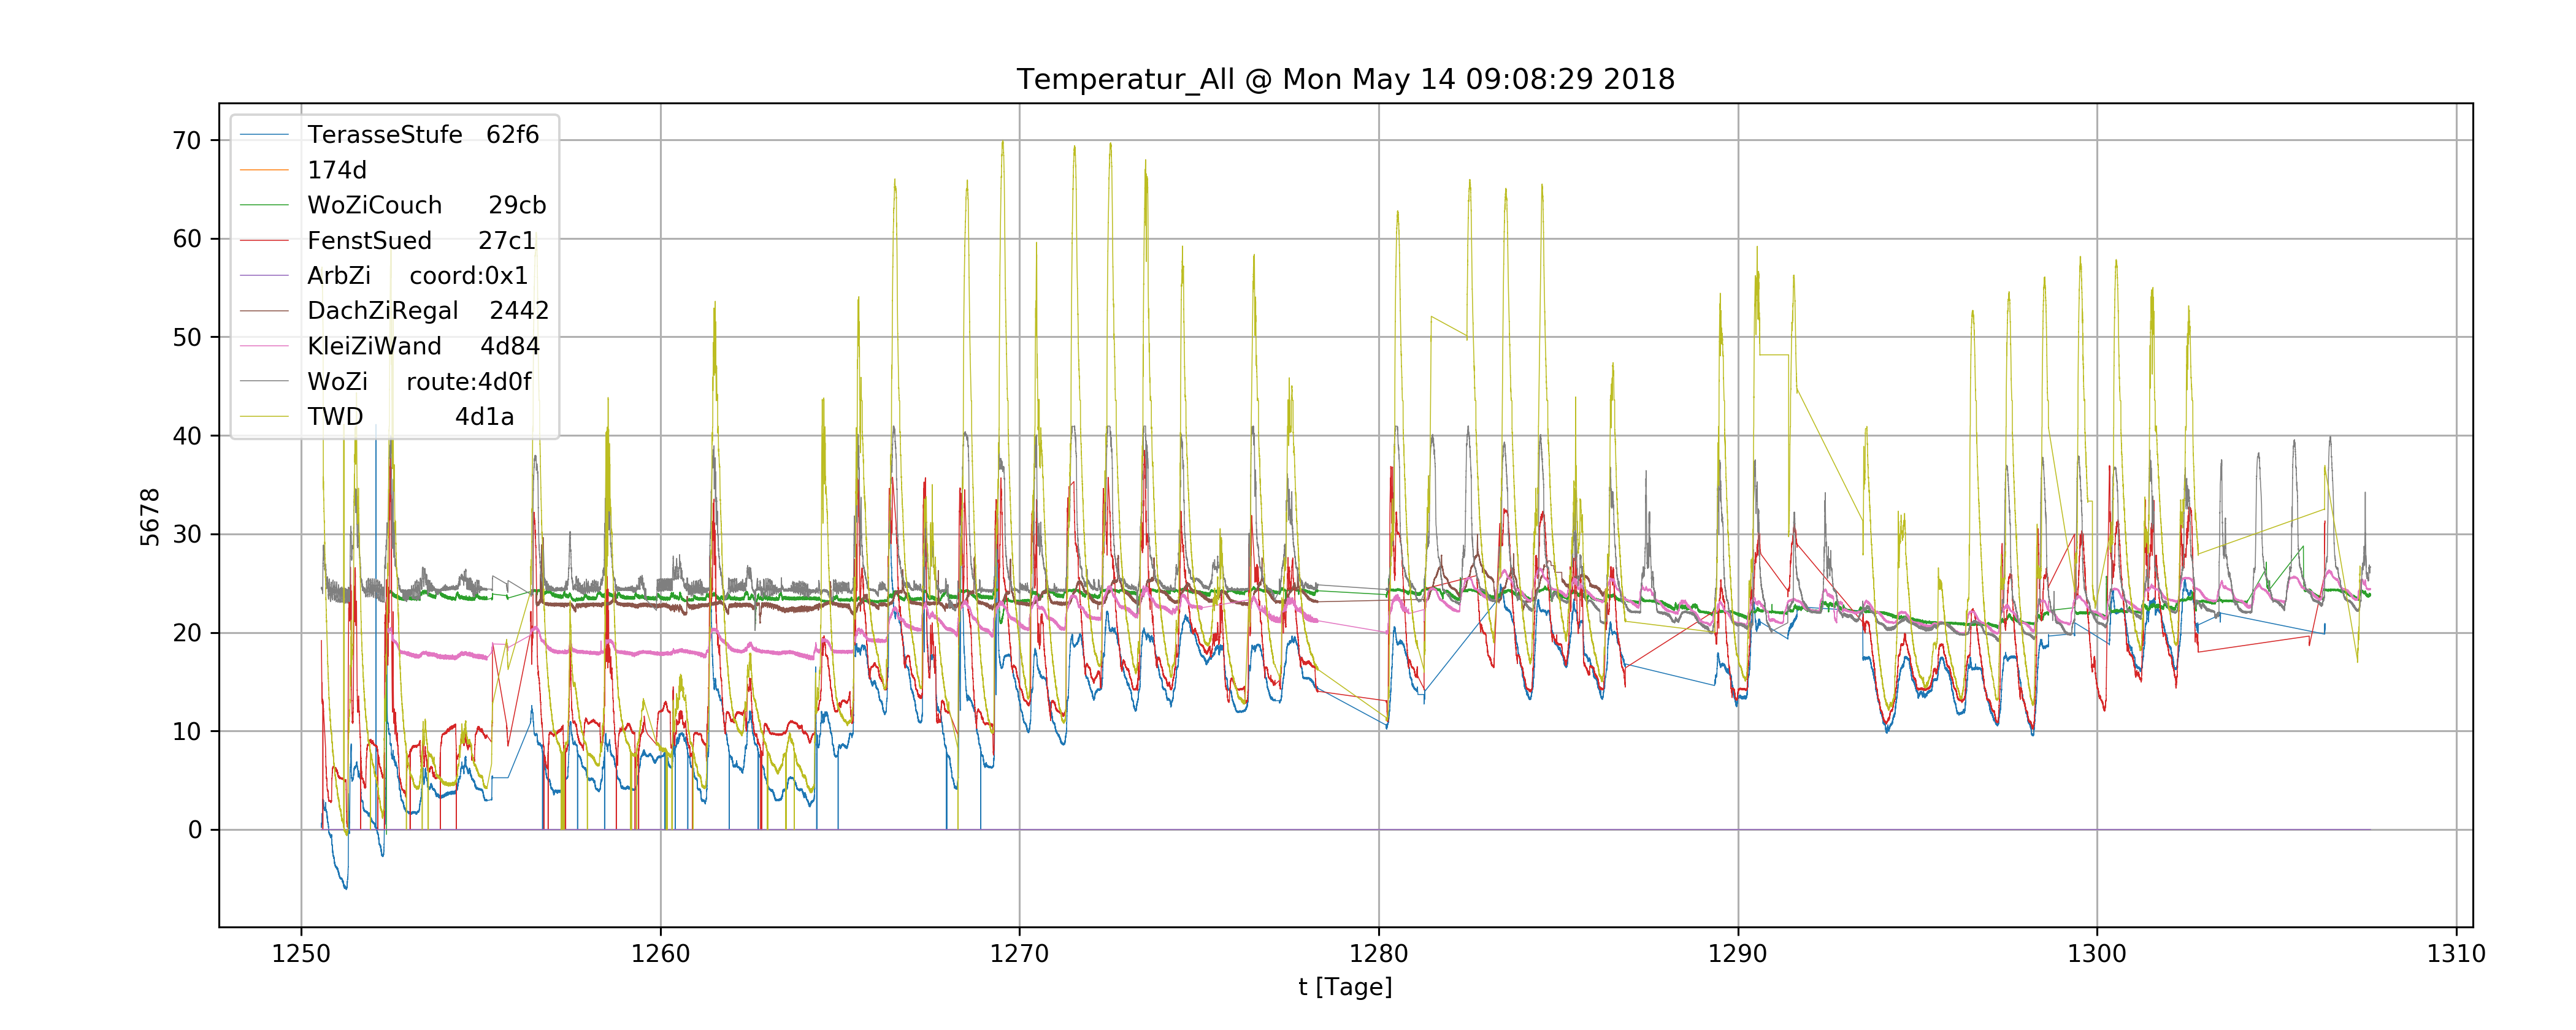 Temperatur_All @ Mon May 14 09:08:29 2018
70
60
50
40
30
20
10
0
5678
TerasseStufe 62f6
174d
WoZiCouch 29cb
FenstSued 27c1
ArbZi coord:0x1
DachZiRegal 2442
KleiZiWand 4d84
WoZi route:4d0f
TWD 4d1a
1250 1260 1270 1280 1290 1300 1310
t [Tage]